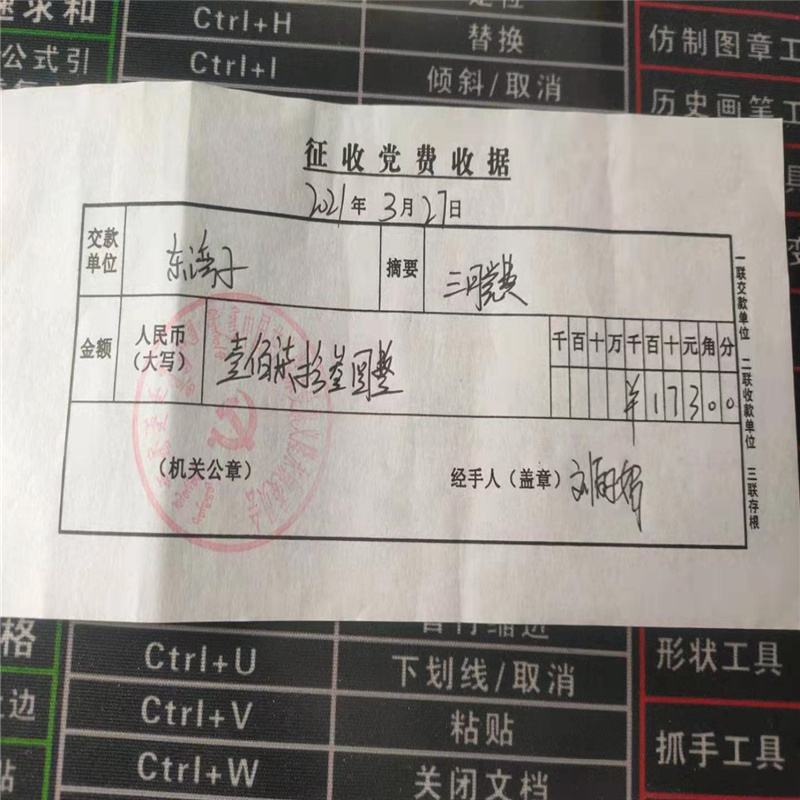 速求和
Ctrl+H
替换
公式引
Ctrl+I
倾斜/取消
仿制图章工
历史画笔工
征收党费收据
2021年3月27日
交款单位
东湾子
摘要
三月党费
金额
人民币(大写)
壹佰柒拾叁圆整
千百十万千百十元角分
¥17300
(机关公章)
经手人(盖章)
一联交款单位 二联收款单位 三联存根
格
Ctrl+U
下划线/取消
形状工具
边
Ctrl+V
粘贴
抓手工具
贴
Ctrl+W
关闭文档